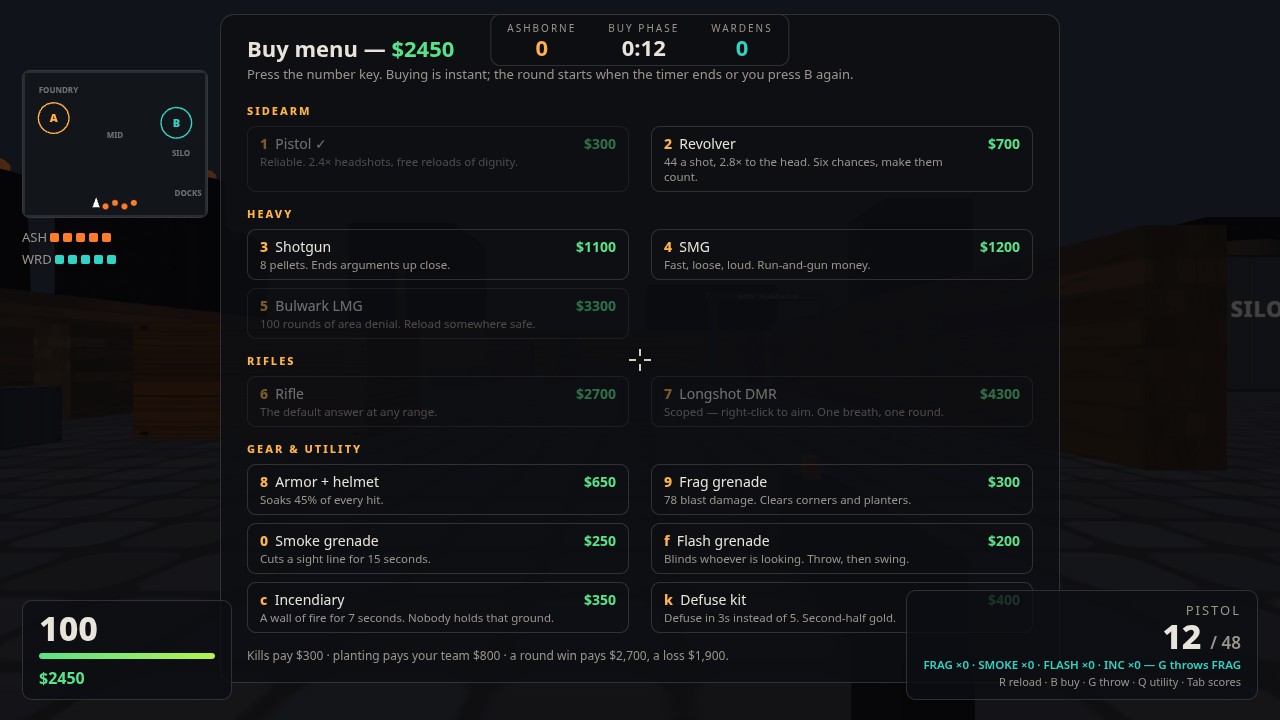 ASHBORNE BUY PHASE WARDENS
0 0:12 0
Buy menu — $2450
Press the number key. Buying is instant; the round starts when the timer ends or you press B again.
FOUNDRY
A
B
MID
SILO
DOCKS
ASH
WRD
SIDEARM
1 Pistol ✓ $300
Reliable. 2.4× headshots, free reloads of dignity.
2 Revolver $700
44 a shot, 2.8× to the head. Six chances, make them
count.
HEAVY
3 Shotgun $1100
8 pellets. Ends arguments up close.
4 SMG $1200
Fast, loose, loud. Run-and-gun money.
5 Bulwark LMG $3300
100 rounds of area denial. Reload somewhere safe.
SILO
RIFLES
6 Rifle $2700
The default answer at any range.
7 Longshot DMR $4300
Scoped — right-click to aim. One breath, one round.
GEAR & UTILITY
8 Armor + helmet $650
Soaks 45% of every hit.
9 Frag grenade $300
78 blast damage. Clears corners and planters.
0 Smoke grenade $250
Cuts a sight line for 15 seconds.
f Flash grenade $200
Blinds whoever is looking. Throw, then swing.
c Incendiary $350
A wall of fire for 7 seconds. Nobody holds that ground.
k Defuse kit $400
Defuse in 3s instead of 5. Second-half gold.
Kills pay $300 · planting pays your team $800 · a round win pays $2,700, a loss $1,900.
100
$2450
PISTOL
12 / 48
FRAG ×0 · SMOKE ×0 · FLASH ×0 · INC ×0 — G throws FRAG
R reload · B buy · G throw · Q utility · Tab scores